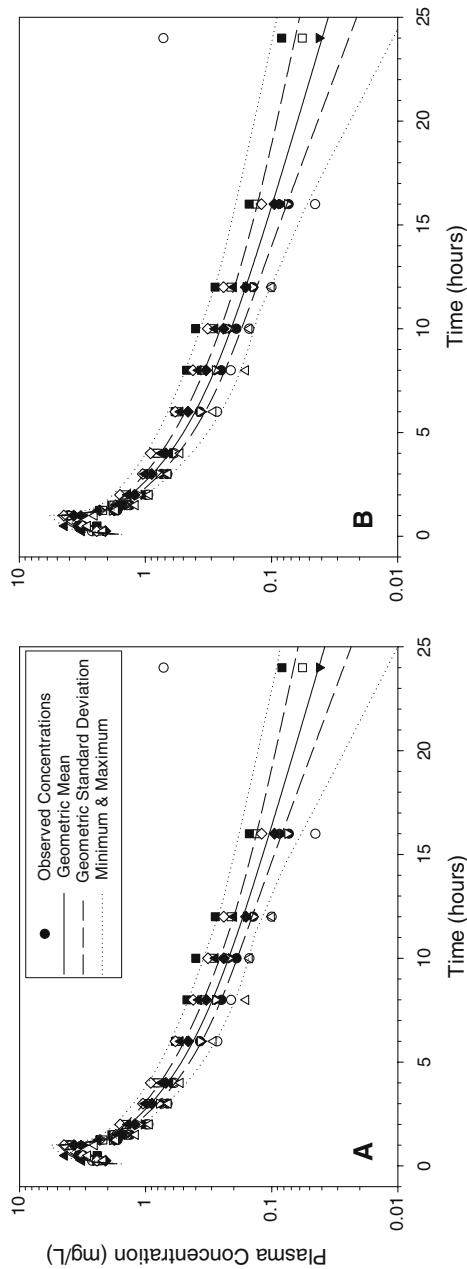 Plasma Concentration (mg/L)
10
1
0.1
0.01
0
5
10
15
20
25
Time (hours)
A
Observed Concentrations
Geometric Mean
Geometric Standard Deviation
Minimum & Maximum
10
1
0.1
0.01
0
5
10
15
20
25
Time (hours)
B